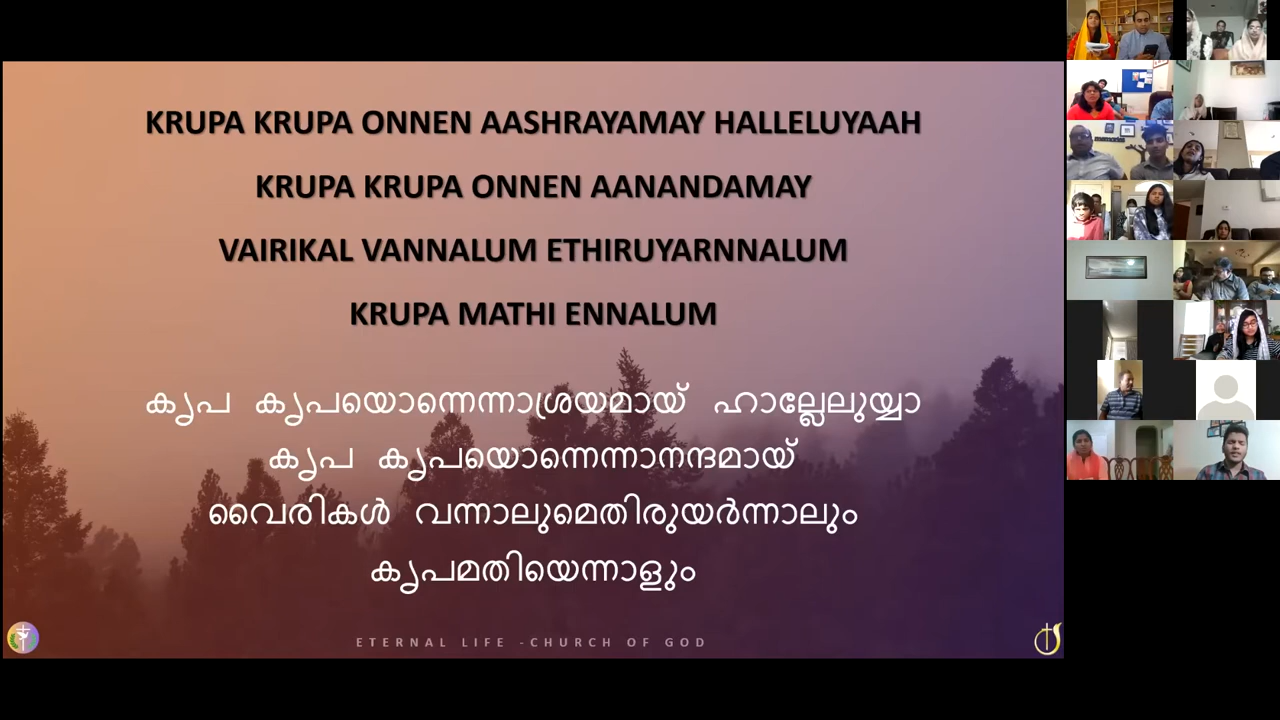 KRUPA KRUPA ONNEN AASHRAYAMAY HALLELUYAAH
KRUPA KRUPA ONNEN AANANDAMAY
VAIRIKAL VANNALUM ETHIRUYARNNALUM
KRUPA MATHI ENNALUM
കൃപ കൃപയൊന്നെന്നാശ്രയമായ് ഹാല്ലേലുയ്യാ
കൃപ കൃപയൊന്നെന്നാനന്ദമായ്
വൈരികൾ വന്നാലുമെതിരുയർന്നാലും
കൃപമതിയെന്നാളും
ETERNAL LIFE -CHURCH OF GOD